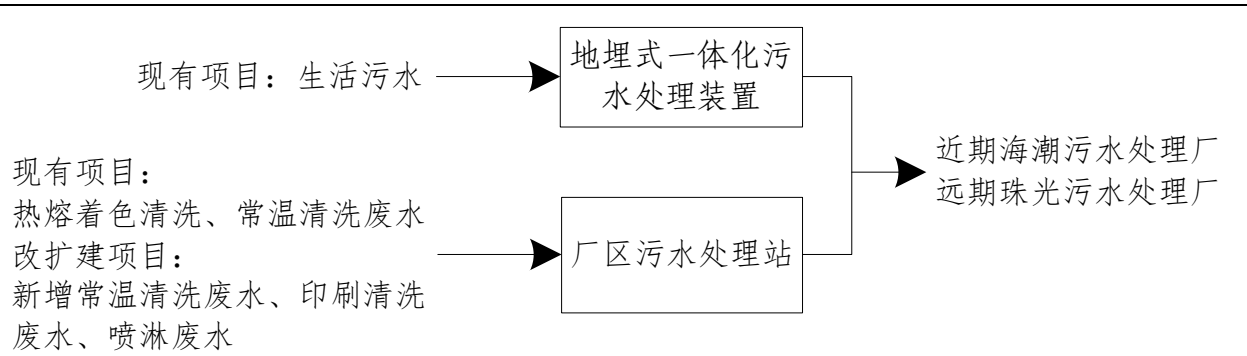 现有项目：生活污水
地埋式一体化污
水处理装置
现有项目：
热熔着色清洗、常温清洗废水
改扩建项目：
新增常温清洗废水、印刷清洗
废水、喷淋废水
厂区污水处理站
近期海潮污水处理厂
远期珠光污水处理厂